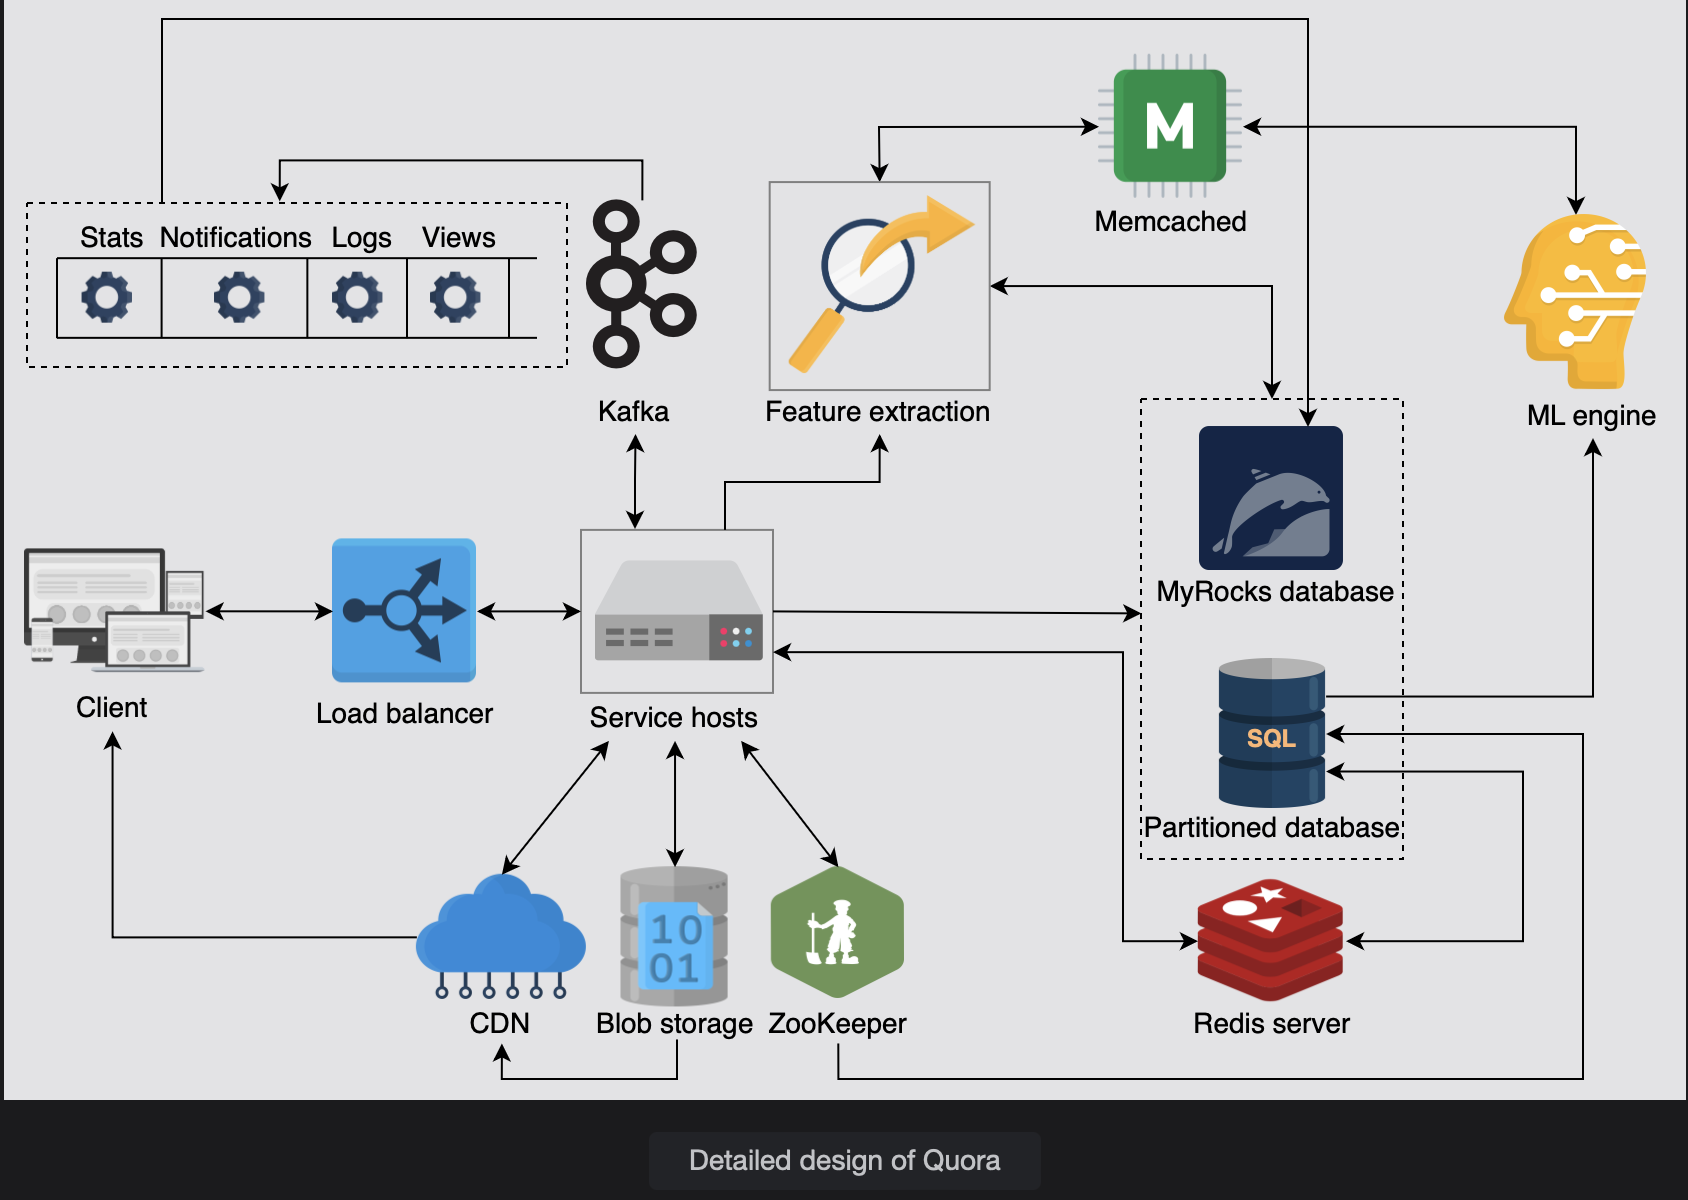 M
Memcached
Stats Notifications Logs Views
Kafka
Feature extraction
ML engine
MyRocks database
SQL
Partitioned database
Client
Load balancer
Service hosts
10
01
CDN
Blob storage
ZooKeeper
Redis server
Detailed design of Quora